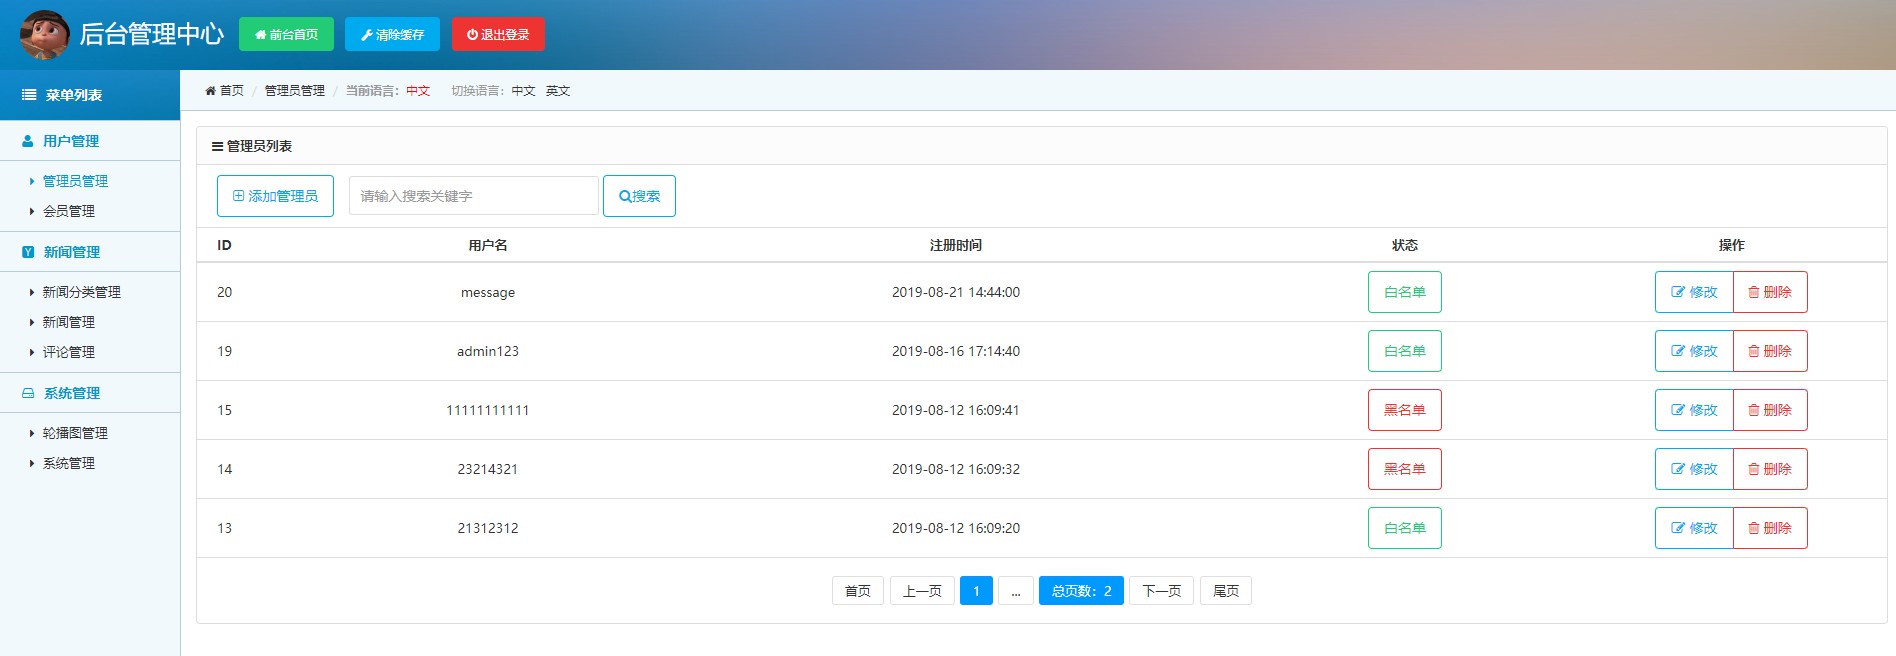 后台管理中心 前台首页 清除缓存 退出登录
菜单列表
首页 / 管理员管理 / 当前语言：中文 切换语言：中文 英文
用户管理
管理员管理
会员管理
新闻管理
新闻分类管理
新闻管理
评论管理
系统管理
轮播图管理
系统管理
管理员列表
添加管理员 请输入搜索关键字 搜索
ID 用户名 注册时间 状态 操作
20 message 2019-08-21 14:44:00 白名单 修改 删除
19 admin123 2019-08-16 17:14:40 白名单 修改 删除
15 11111111111 2019-08-12 16:09:41 黑名单 修改 删除
14 23214321 2019-08-12 16:09:32 黑名单 修改 删除
13 21312312 2019-08-12 16:09:20 白名单 修改 删除
首页 上一页 1 ... 总页数：2 下一页 尾页